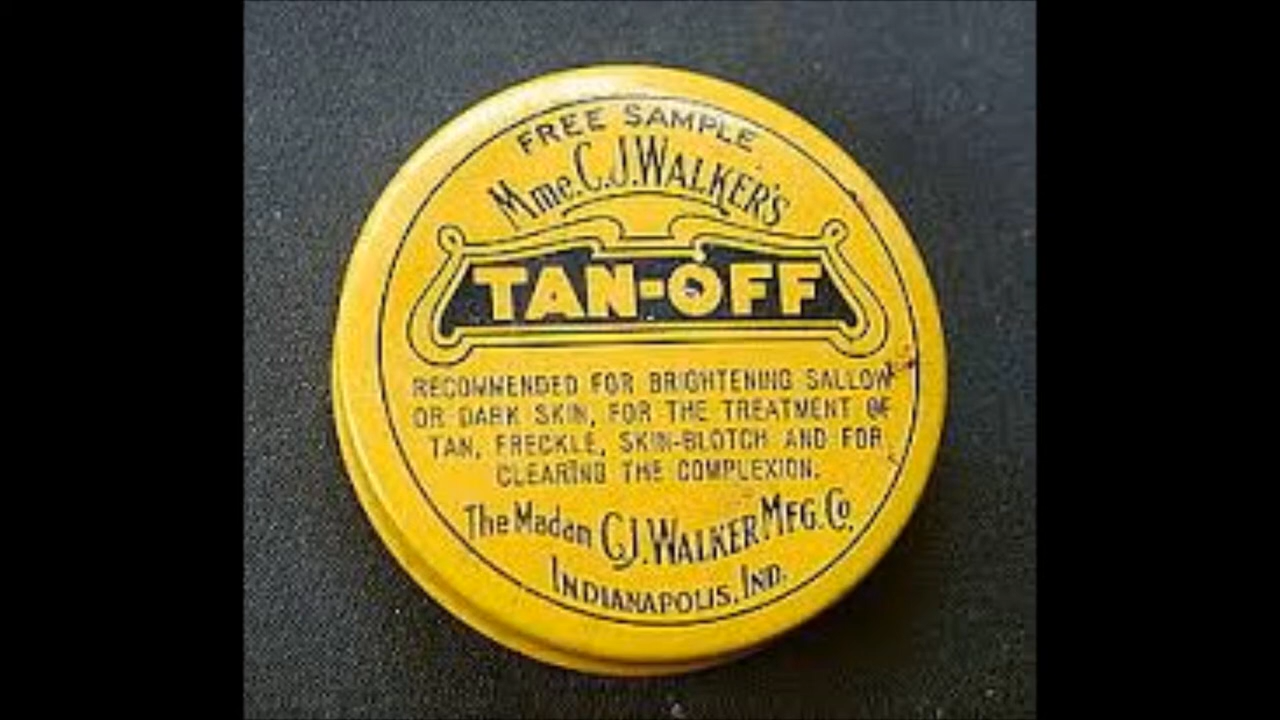 FREE SAMPLE
Mme. C.J. WALKER'S
TAN-OFF
RECOMMENDED FOR BRIGHTENING SALLOW
OR DARK SKIN, FOR THE TREATMENT OF
TAN, FRECKLE, SKIN-BLOTCH AND FOR
CLEARING THE COMPLEXION.
The Madam C.J. WALKER MFG. Co.
INDIANAPOLIS, IND.